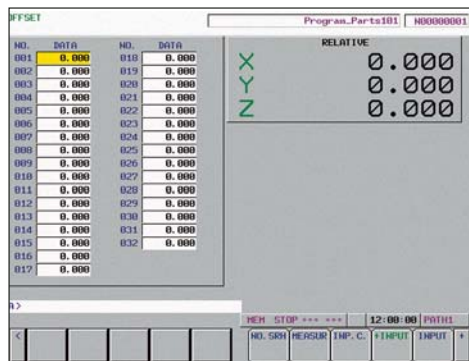 OFFSET Program_Parts101 N00000001
NO. DATA NO. DATA RELATIVE
001 0.000 018 0.000 X 0.000
002 0.000 019 0.000
003 0.000 020 0.000 Y 0.000
004 0.000 021 0.000
005 0.000 022 0.000 Z 0.000
006 0.000 023 0.000
007 0.000 024 0.000
008 0.000 025 0.000
009 0.000 026 0.000
010 0.000 027 0.000
011 0.000 028 0.000
012 0.000 029 0.000
013 0.000 030 0.000
014 0.000 031 0.000
015 0.000 032 0.000
016 0.000
017 0.000
A>
MEM STOP *** *** 12:00:00 PATH1
< NO.SRH MEASUR INP.C. +INPUT INPUT +